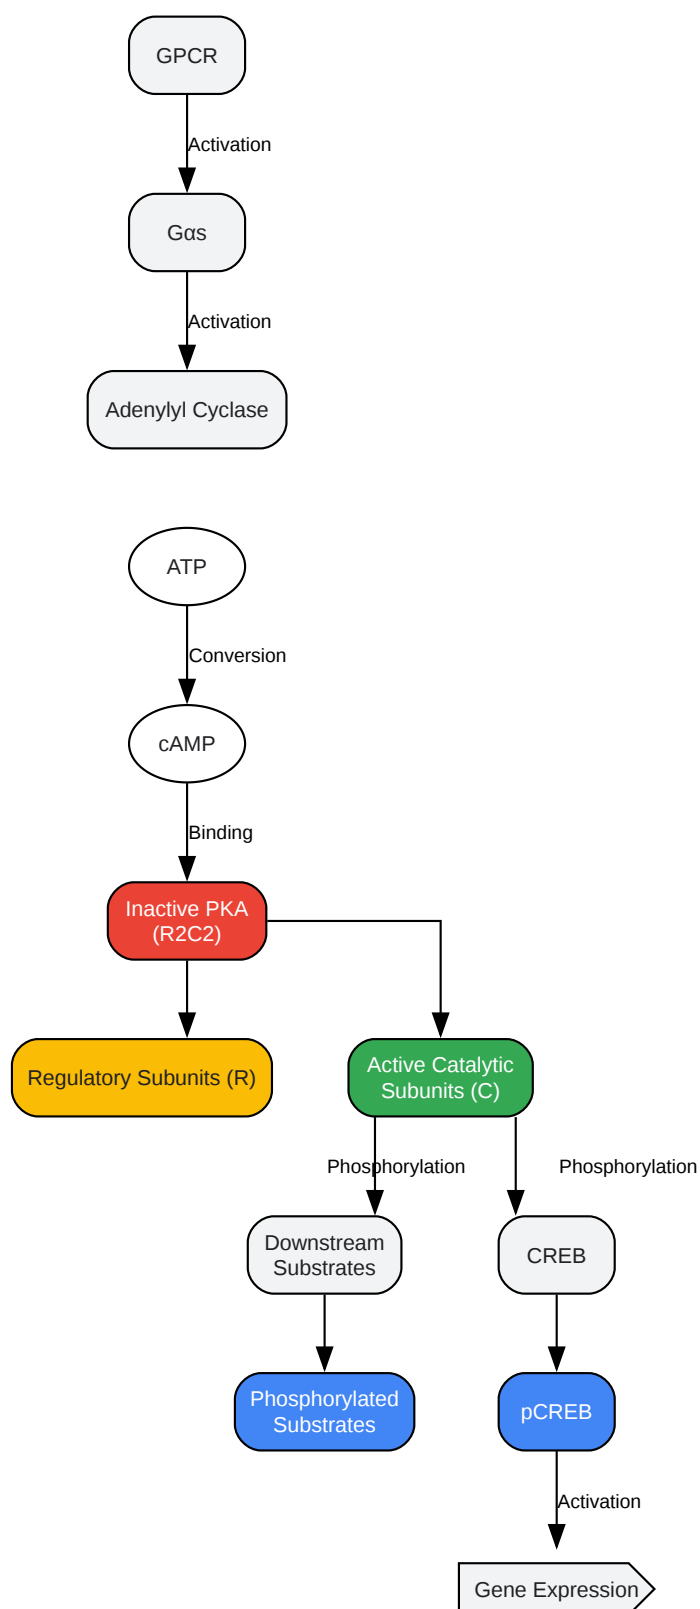 GPCR
Activation
Gαs
Activation
Adenylyl Cyclase
ATP
Conversion
cAMP
Binding
Inactive PKA
(R2C2)
Regulatory Subunits (R)
Active Catalytic
Subunits (C)
Phosphorylation
Phosphorylation
Downstream
Substrates
CREB
Phosphorylated
Substrates
pCREB
Activation
Gene Expression